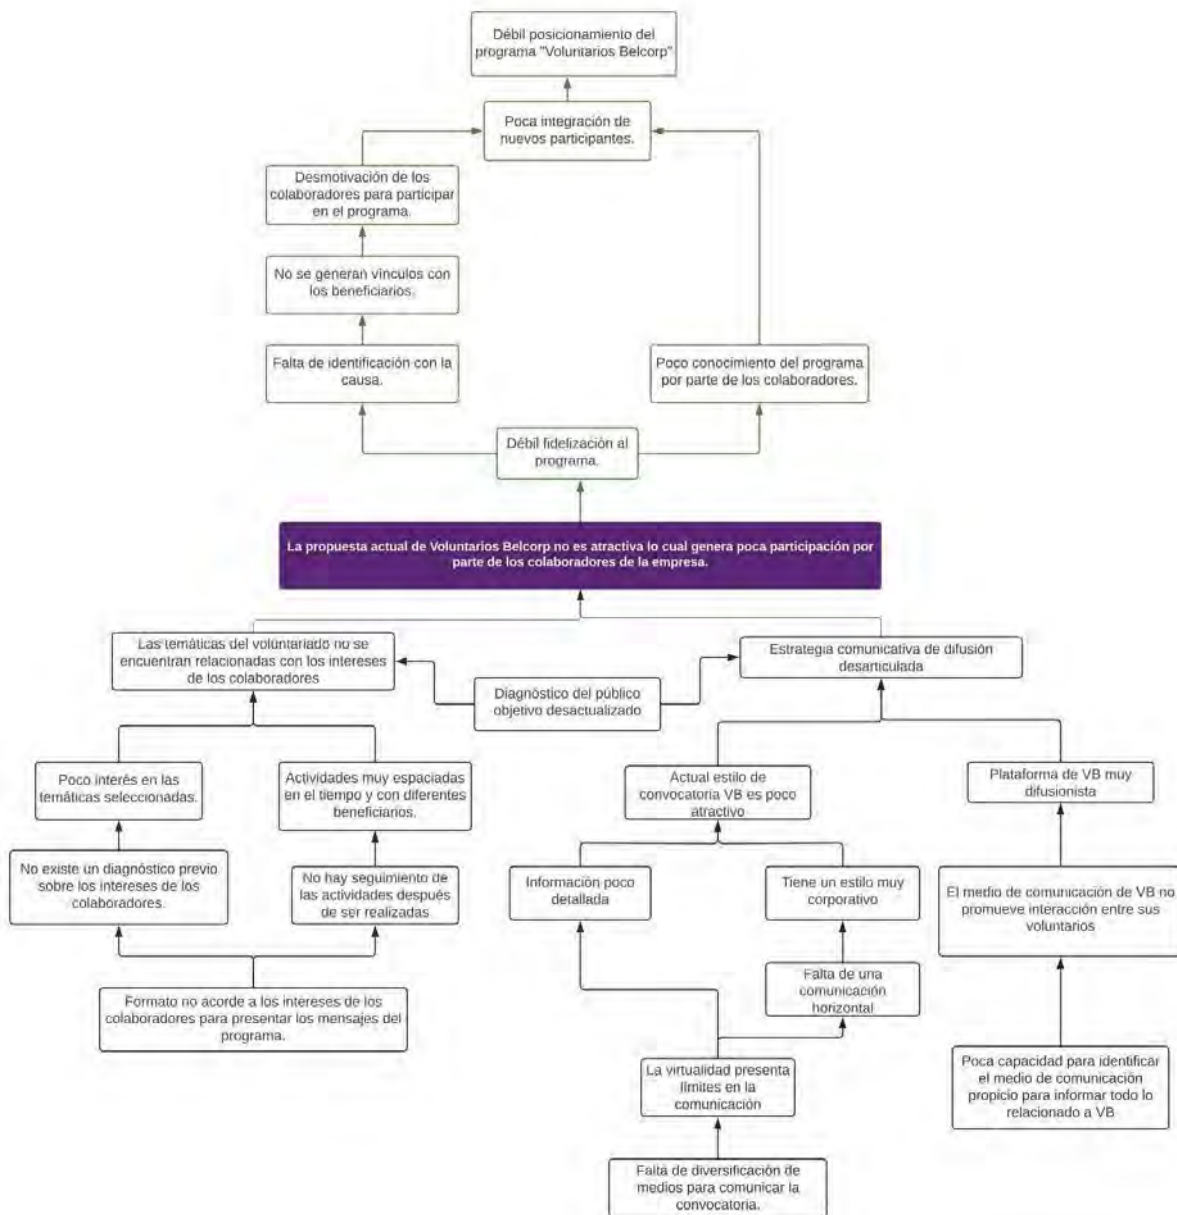 Débil posicionamiento del
programa "Voluntarios Belcorp"
Poca integración de
nuevos participantes.
Desmotivación de los
colaboradores para participar
en el programa.
No se generan vínculos con
los beneficiarios.
Falta de identificación con la
causa.
Poco conocimiento del programa
por parte de los colaboradores.
Débil fidelización al
programa.
La propuesta actual de Voluntarios Belcorp no es atractiva lo cual genera poca participación por
parte de los colaboradores de la empresa.
Las temáticas del voluntariado no se
encuentran relacionadas con los intereses
de los colaboradores
Estrategia comunicativa de difusión
desarticulada
Diagnóstico del público
objetivo desactualizado
Poco interés en las
temáticas seleccionadas.
Actividades muy espaciadas
en el tiempo y con diferentes
beneficiarios.
Actual estilo de
convocatoria VB es poco
atractivo
Plataforma de VB muy
difusionista
No existe un diagnóstico previo
sobre los intereses de los
colaboradores.
No hay seguimiento de
las actividades después
de ser realizadas
Información poco
detallada
Tiene un estilo muy
corporativo
El medio de comunicación de VB no
promueve interacción entre sus
voluntarios
Formato no acorde a los intereses de los
colaboradores para presentar los mensajes del
programa.
Falta de una
comunicación
horizontal
La virtualidad presenta
límites en la
comunicación
Poca capacidad para identificar
el medio de comunicación
propicio para informar todo lo
relacionado a VB
Falta de diversificación de
medios para comunicar la
convocatoria.